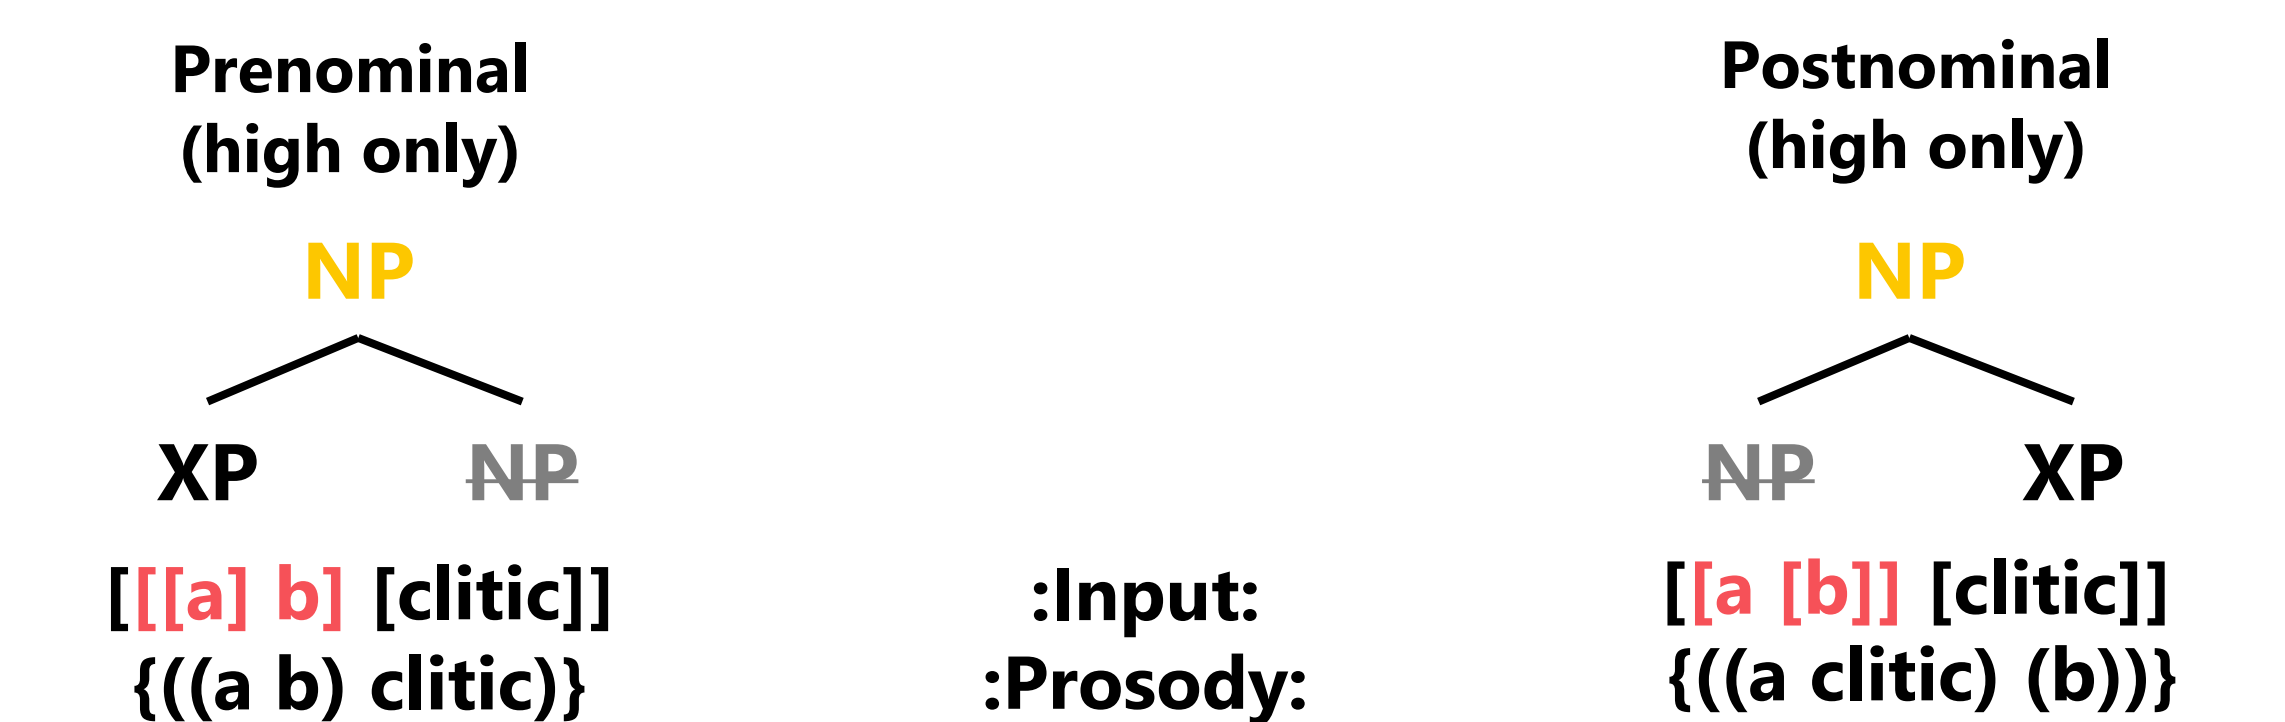 Prenominal
(high only)
NP
XP NP
[[[a] b] [clitic]]
{((a b) clitic)}
:Input:
:Prosody:
Postnominal
(high only)
NP
NP XP
[[a [b]] [clitic]]
{((a clitic) (b))}